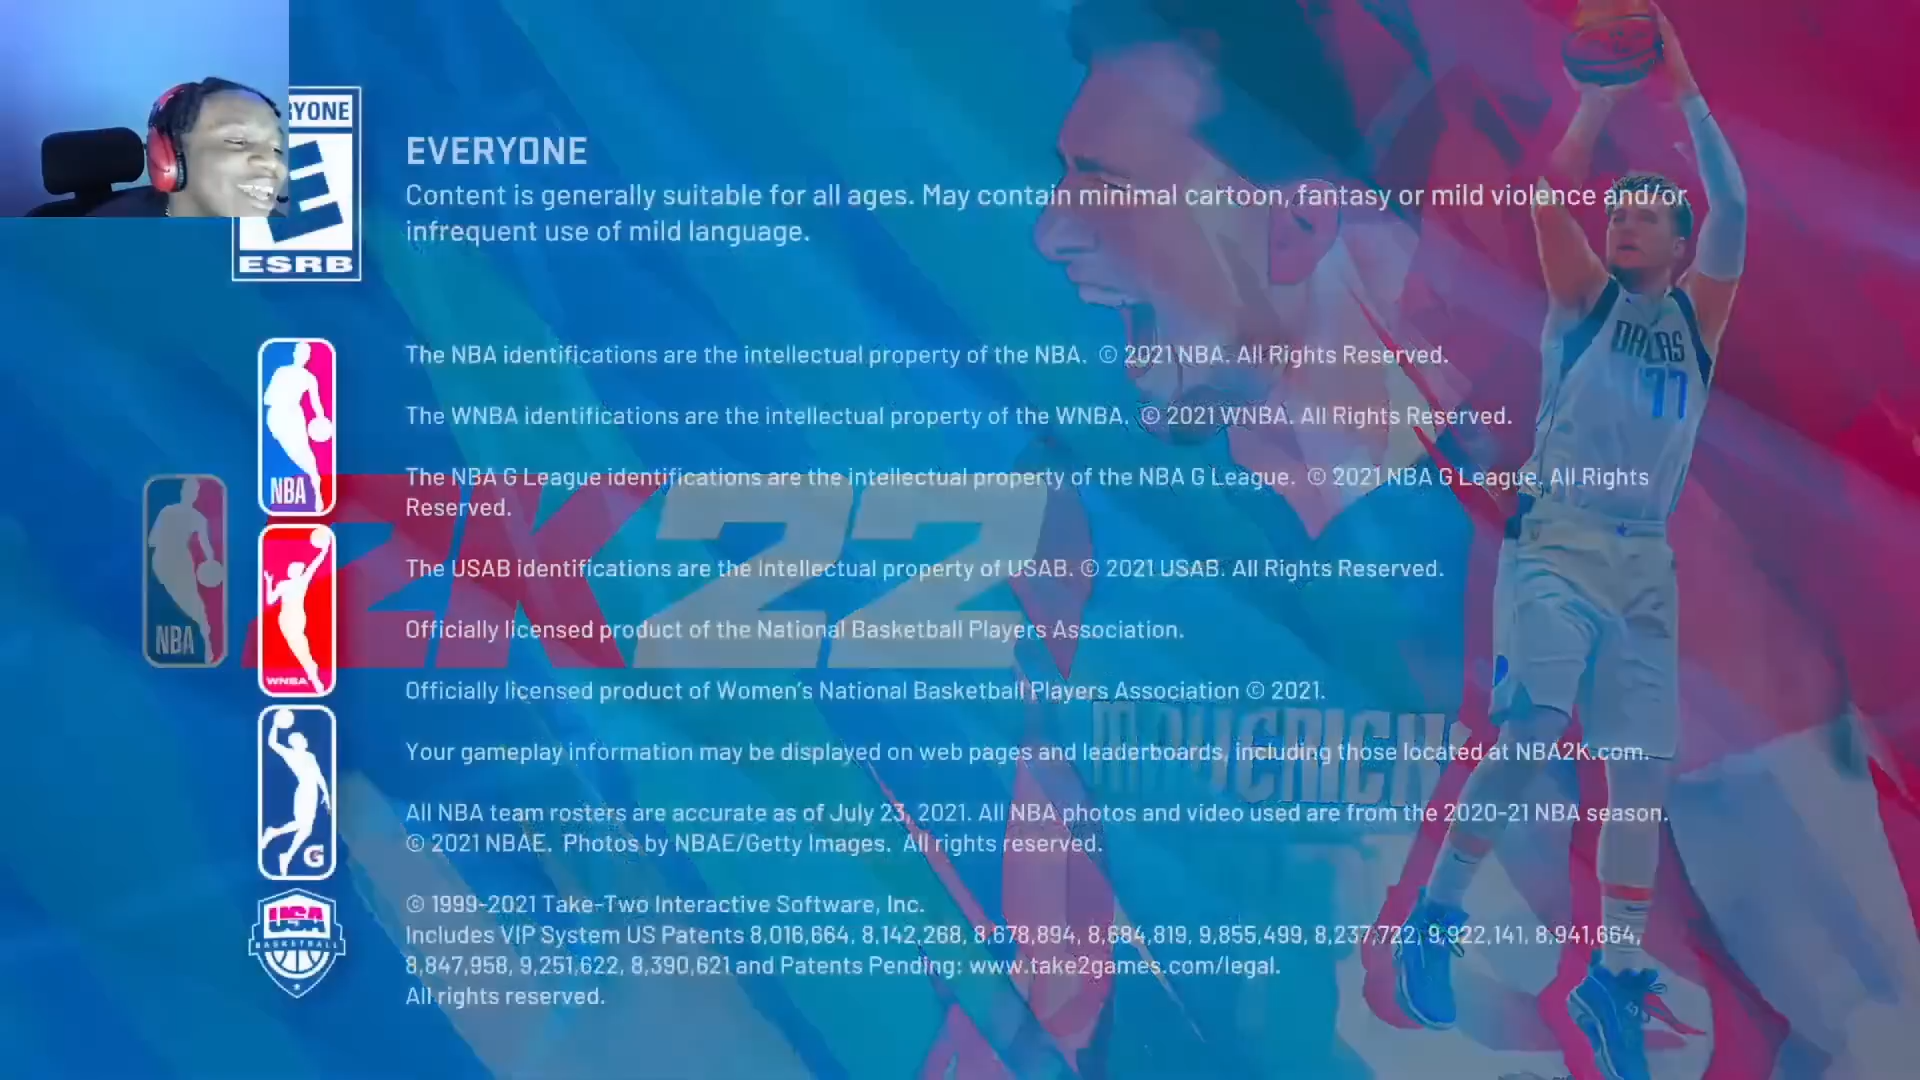 RYONE
ESRB
EVERYONE
Content is generally suitable for all ages. May contain minimal cartoon, fantasy or mild violence and/or
infrequent use of mild language.
The NBA identifications are the intellectual property of the NBA. © 2021 NBA. All Rights Reserved.
The WNBA identifications are the intellectual property of the WNBA. © 2021 WNBA. All Rights Reserved.
The NBA G League identifications are the intellectual property of the NBA G League. © 2021 NBA G League. All Rights
Reserved.
The USAB identifications are the intellectual property of USAB. © 2021 USAB. All Rights Reserved.
Officially licensed product of the National Basketball Players Association.
Officially licensed product of Women's National Basketball Players Association © 2021.
Your gameplay information may be displayed on web pages and leaderboards, including those located at NBA2K.com.
All NBA team rosters are accurate as of July 23, 2021. All NBA photos and video used are from the 2020-21 NBA season.
© 2021 NBAE. Photos by NBAE/Getty Images. All rights reserved.
© 1999-2021 Take-Two Interactive Software, Inc.
Includes VIP System US Patents 8,016,664, 8,142,268, 8,678,894, 8,684,819, 9,855,499, 8,237,722, 9,922,141, 8,941,664,
8,847,958, 9,251,622, 8,390,621 and Patents Pending: www.take2games.com/legal.
All rights reserved.
NBA
WNBA
G
USA
BASKETBALL
NBA
2K22
DALLAS
77
MAVERICK